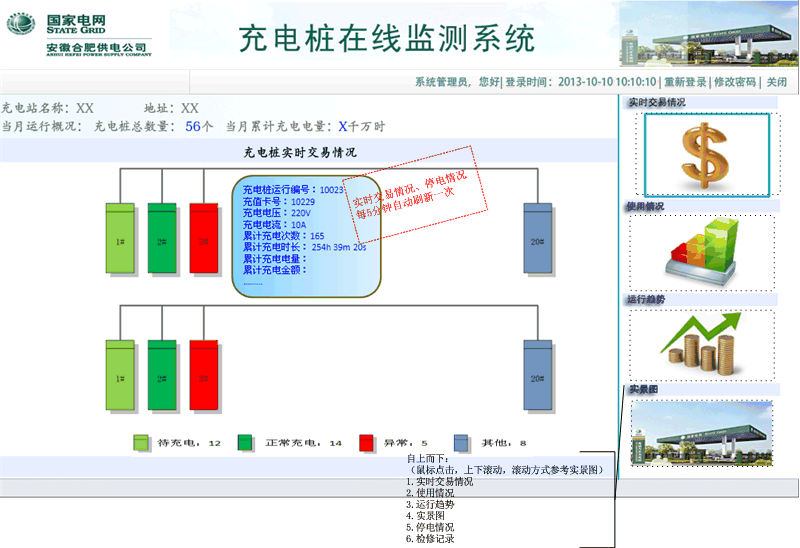 国家电网
STATE GRID
安徽合肥供电公司
ANHUI HEFEI POWER SUPPLY COMPANY
充电桩在线监测系统
系统管理员，您好| 登录时间：2013-10-10 10:10:10 | 重新登录 | 修改密码 | 关闭
充电站名称：XX 地址：XX
当月运行概况： 充电桩总数量： 56个 当月累计充电电量：X千万时
充电桩实时交易情况
充电桩运行编号：10023
充值卡号：10229
充电电压：220V
充电电流：10A
累计充电次数：165
累计充电时长： 254h 39m 20s
累计充电电量：
累计充电金额：
........
实时交易情况、停电情况
每5分钟自动刷新一次
1# 2# 3# 20#
1# 2# 3# 20#
待充电：12 正常充电：14 异常：5 其他：8
实时交易情况
使用情况
运行趋势
实景图
自上而下：
（鼠标点击，上下滚动，滚动方式参考实景图）
1.实时交易情况
2.使用情况
3.运行趋势
4.实景图
5.停电情况
6.检修记录